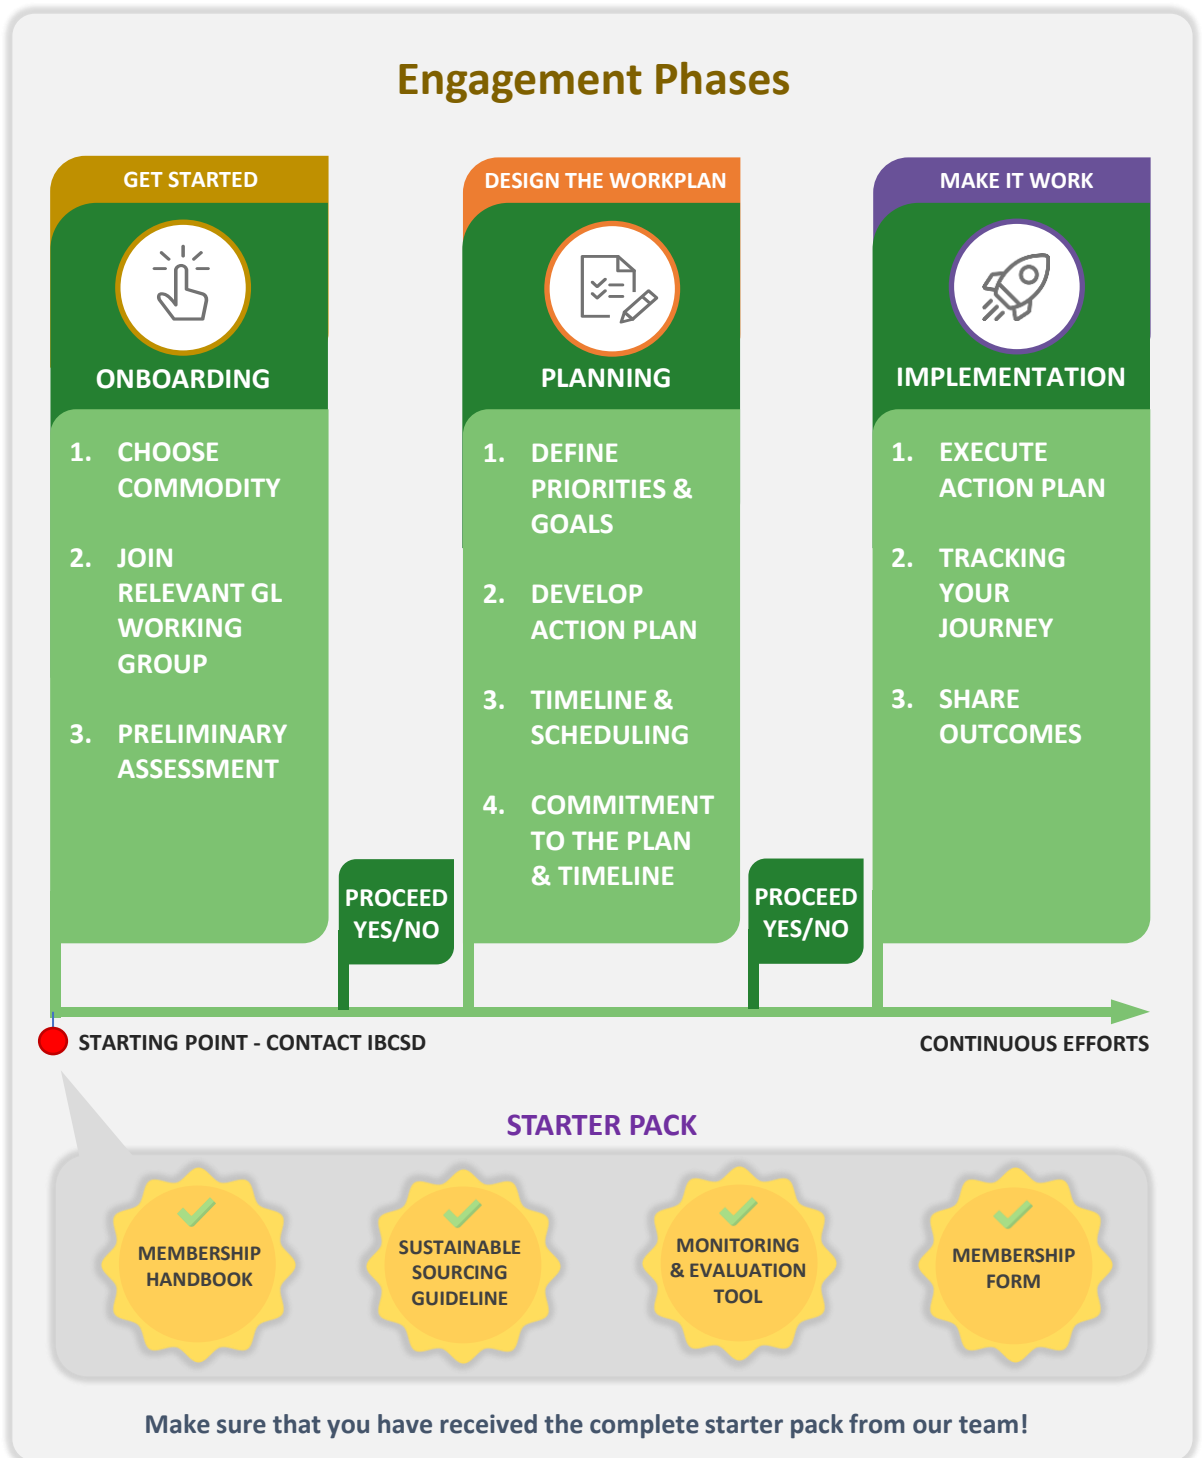 Engagement Phases
GET STARTED
ONBOARDING
1. CHOOSE
COMMODITY
2. JOIN
RELEVANT GL
WORKING
GROUP
3. PRELIMINARY
ASSESSMENT
PROCEED
YES/NO
DESIGN THE WORKPLAN
PLANNING
1. DEFINE
PRIORITIES &
GOALS
2. DEVELOP
ACTION PLAN
3. TIMELINE &
SCHEDULING
4. COMMITMENT
TO THE PLAN
& TIMELINE
PROCEED
YES/NO
MAKE IT WORK
IMPLEMENTATION
1. EXECUTE
ACTION PLAN
2. TRACKING
YOUR
JOURNEY
3. SHARE
OUTCOMES
STARTING POINT - CONTACT IBCSD
CONTINUOUS EFFORTS
STARTER PACK
MEMBERSHIP
HANDBOOK
SUSTAINABLE
SOURCING
GUIDELINE
MONITORING
& EVALUATION
TOOL
MEMBERSHIP
FORM
Make sure that you have received the complete starter pack from our team!